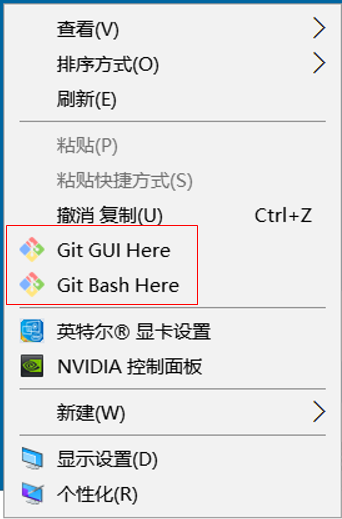 查看(V)
排序方式(O)
刷新(E)
粘贴(P)
粘贴快捷方式(S)
撤消 复制(U) Ctrl+Z
Git GUI Here
Git Bash Here
英特尔® 显卡设置
NVIDIA 控制面板
新建(W)
显示设置(D)
个性化(R)